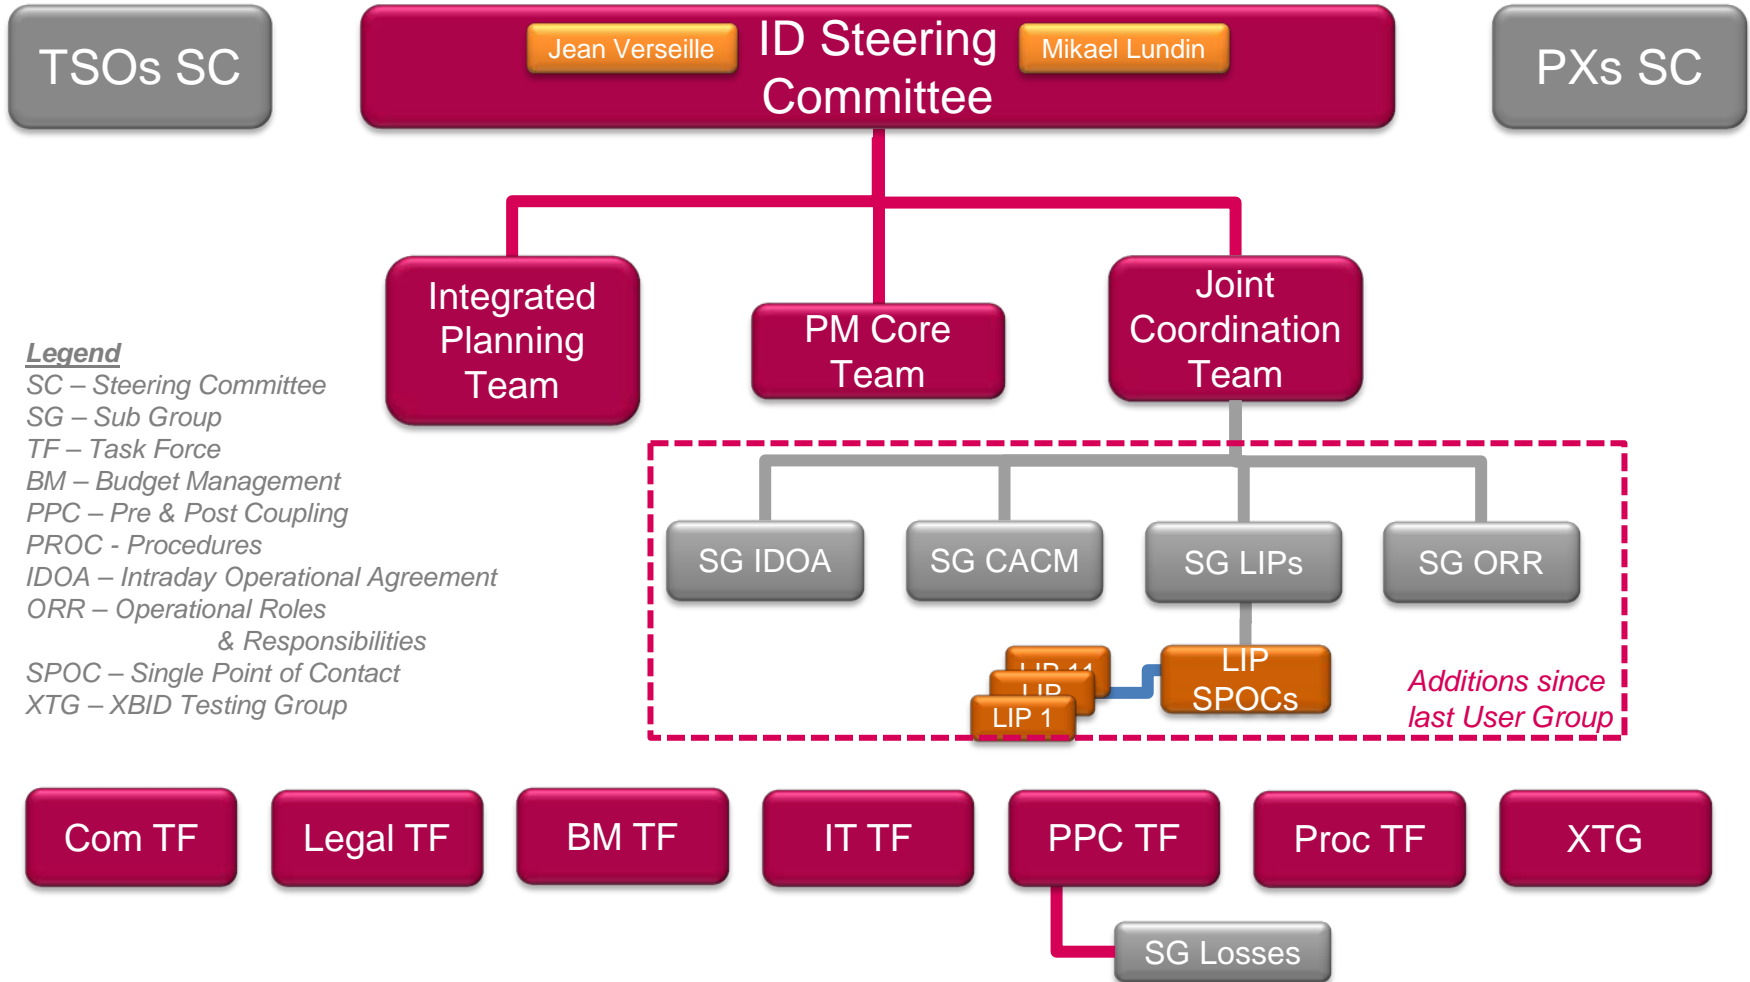 TSOs SC
Jean Verseille
ID Steering
Committee
Mikael Lundin
PXs SC
Integrated
Planning
Team
PM Core
Team
Joint
Coordination
Team
Legend
SC – Steering Committee
SG – Sub Group
TF – Task Force
BM – Budget Management
PPC – Pre & Post Coupling
PROC - Procedures
IDOA – Intraday Operational Agreement
ORR – Operational Roles
& Responsibilities
SPOC – Single Point of Contact
XTG – XBID Testing Group
SG IDOA
SG CACM
SG LIPs
SG ORR
LIP 11
LIP
LIP 1
LIP
SPOCs
Additions since
last User Group
Com TF
Legal TF
BM TF
IT TF
PPC TF
Proc TF
XTG
SG Losses